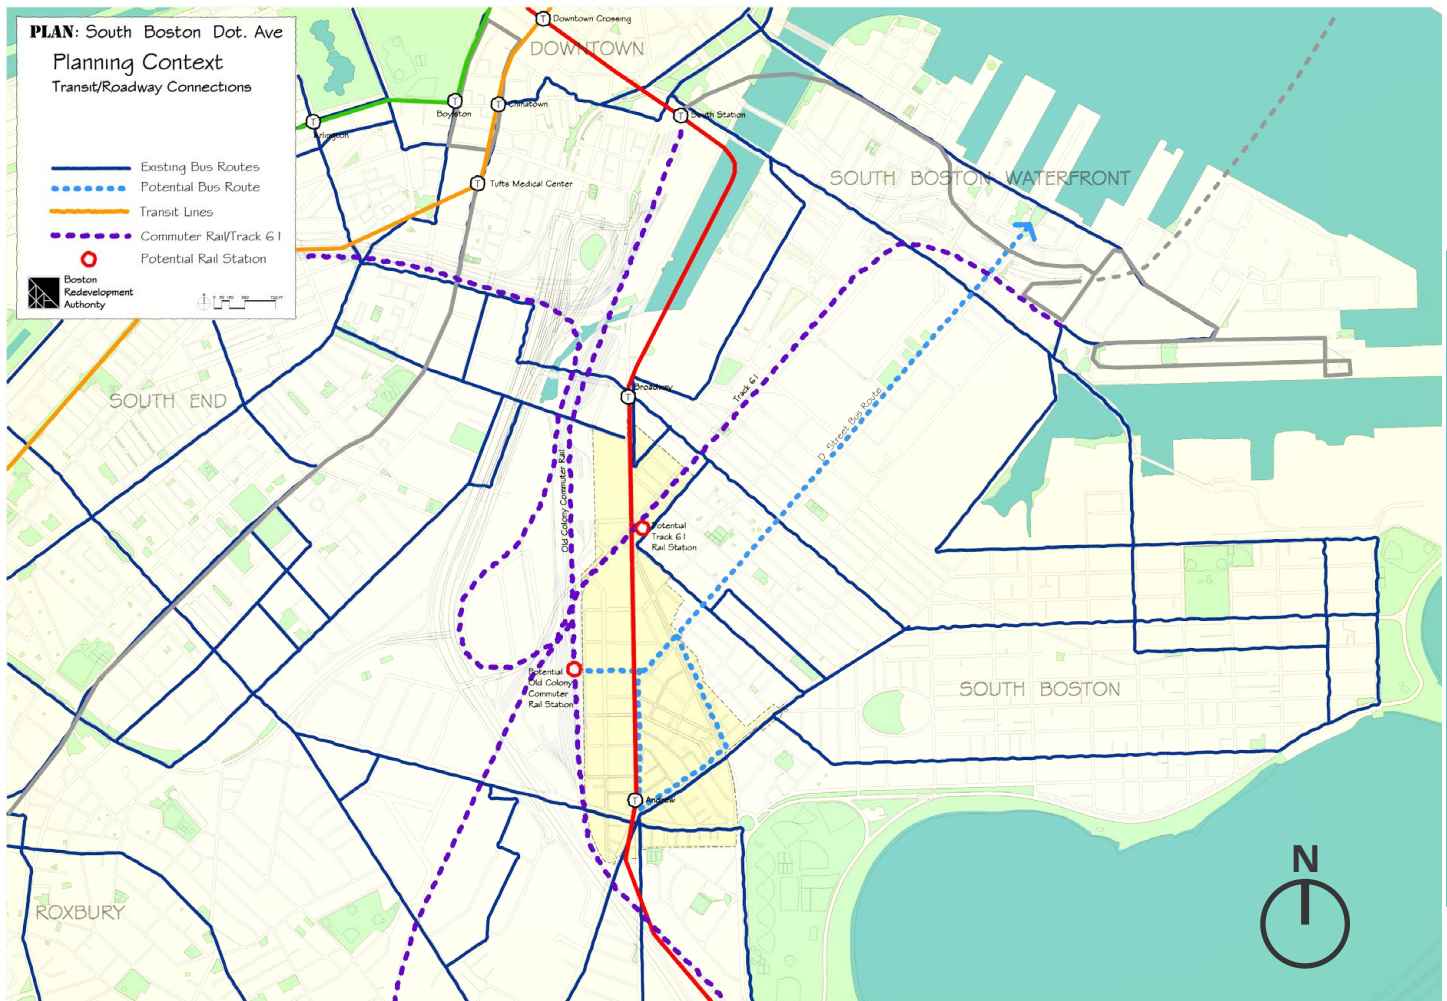 PLAN: South Boston Dot. Ave
Planning Context
Transit/Roadway Connections
Existing Bus Routes
Potential Bus Route
Transit Lines
Commuter Rail/Track 61
Potential Rail Station
Boston
Redevelopment
Authority
T Downtown Crossing
DOWNTOWN
T
Boylston
T Chinatown
T
Arlington
T South Station
T Tufts Medical Center
SOUTH BOSTON WATERFRONT
SOUTH END
Broadway
T
Track 61
D Street Bus Route
Old Colony Commuter Rail
Potential
Track 61
Rail Station
Potential
Old Colony
Commuter
Rail Station
SOUTH BOSTON
T Andrew
ROXBURY
N